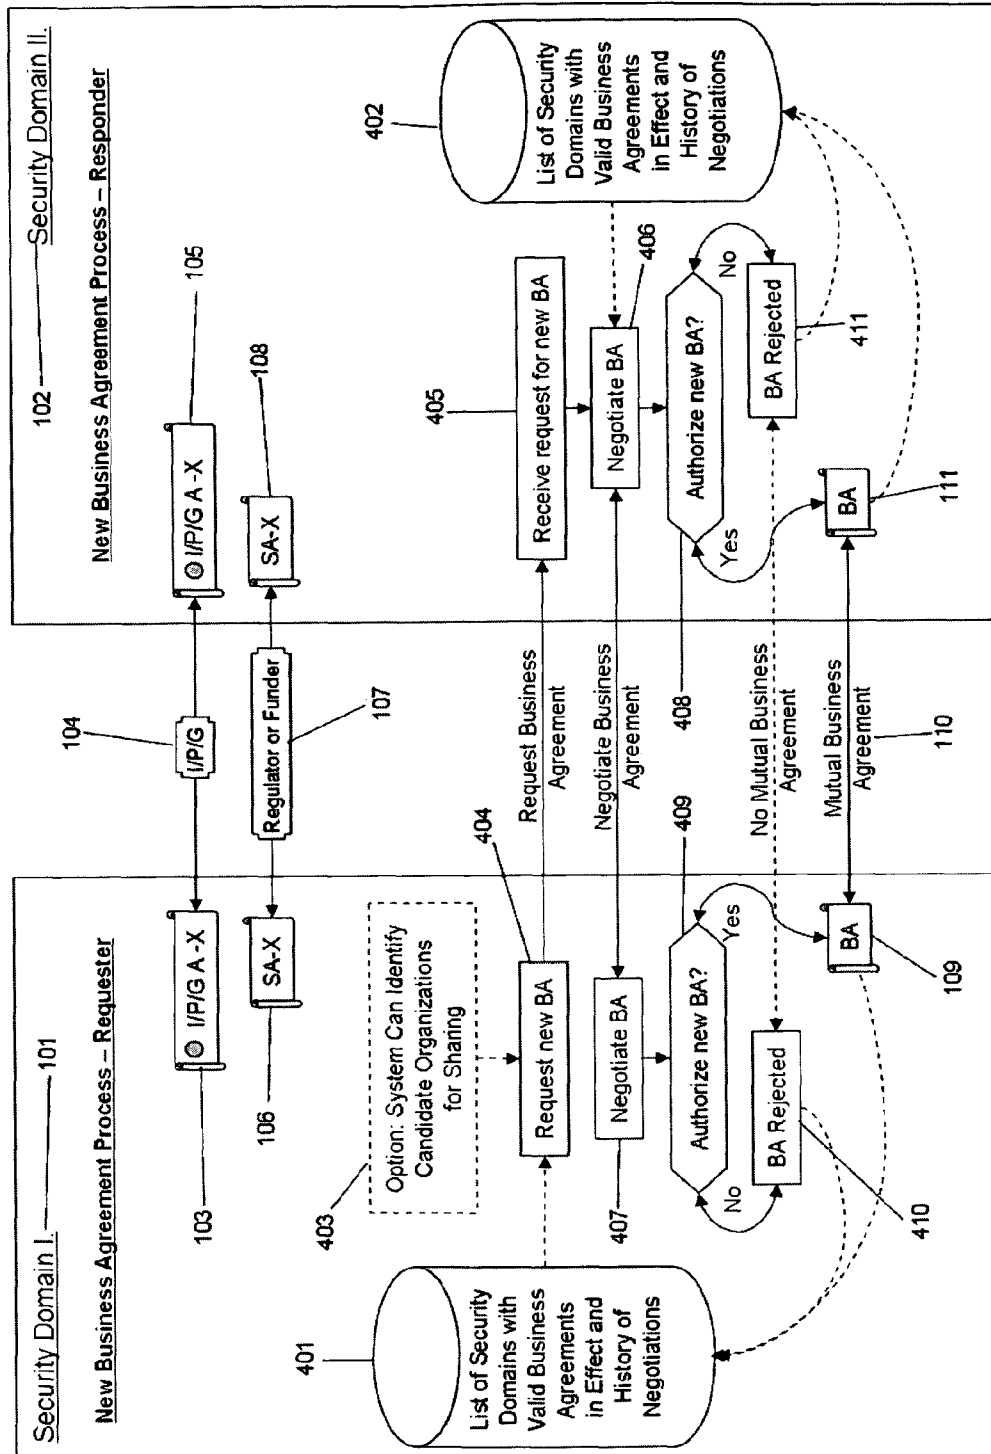 Security Domain I.
101
New Business Agreement Process – Requester
I/P/G A -X
103
SA-X
106
104
I/P/G
Regulator or Funder
107
102
Security Domain II.
New Business Agreement Process – Responder
I/P/G A -X
105
SA-X
108
403
Option: System Can Identify
Candidate Organizations
for Sharing
401
List of Security
Domains with
Valid Business
Agreements
in Effect and
History of
Negotiations
404
Request new BA
Request Business
Agreement
405
Receive request for new BA
402
List of Security
Domains with
Valid Business
Agreements
in Effect and
History of
Negotiations
407
Negotiate BA
Negotiate Business
Agreement
Negotiate BA
406
409
Authorize new BA?
No
Yes
408
Authorize new BA?
Yes
No
BA Rejected
410
No Mutual Business
Agreement
BA Rejected
411
BA
109
Mutual Business
Agreement
110
BA
111